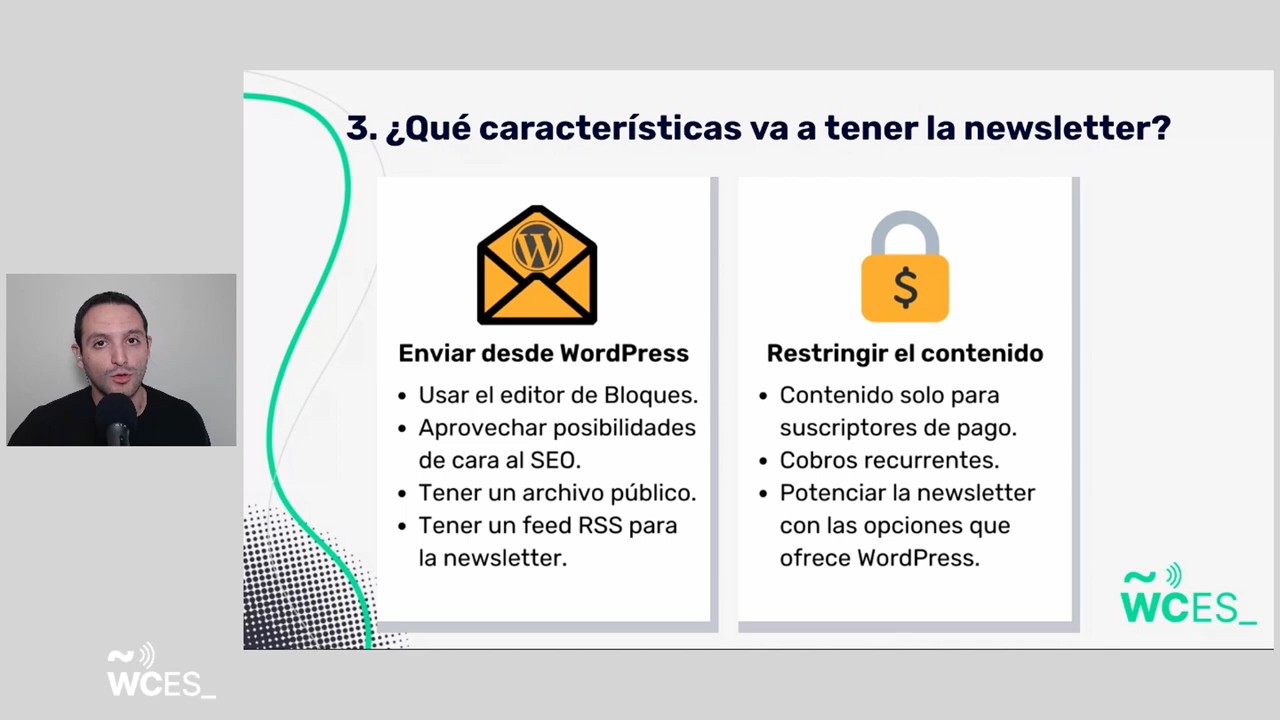 3. ¿Qué características va a tener la newsletter?
Enviar desde WordPress
• Usar el editor de Bloques.
• Aprovechar posibilidades
de cara al SEO.
• Tener un archivo público.
• Tener un feed RSS para
la newsletter.
$
Restringir el contenido
• Contenido solo para
suscriptores de pago.
• Cobros recurrentes.
• Potenciar la newsletter
con las opciones que
ofrece WordPress.
~
WCES_
~
WCES_